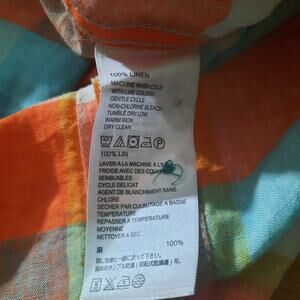 100% LINEN
MACHINE WASH COLD
WITH LIKE COLORS
GENTLE CYCLE
NON CHLORINE BLEACH
TUMBLE DRY LOW
WARM IRON
DRY CLEAN
100% LIN
LAVER A LA MACHINE A L'
FROIDE AVEC DES COULEURS
SEMBLABLES
CYCLE DELICAT
AGENT DE BLANCHIMENT SANS
CHLORE
SECHER PAR CULBUTAGE A BASSE
TEMPERATURE
REPASSER A TEMPERATURE
MOYENNE
NETTOYER A SEC
麻 100%